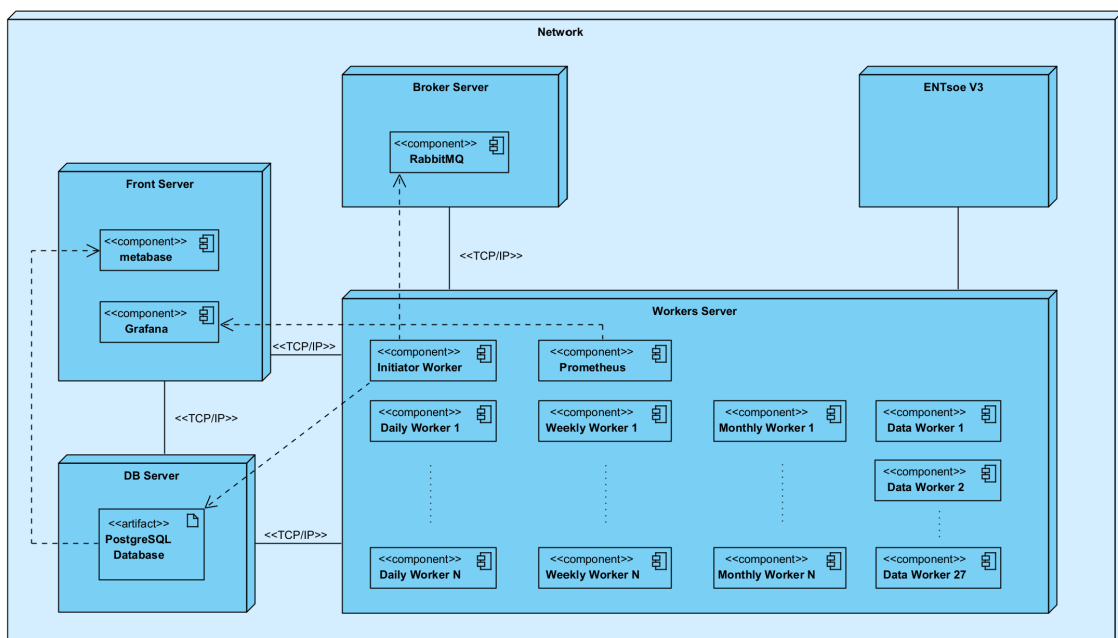 Network
Broker Server
<<component>>
RabbitMQ
ENTsoe V3
Front Server
<<component>>
metabase
<<component>>
Grafana
<<TCP/IP>>
<<TCP/IP>>
<<TCP/IP>>
Workers Server
<<component>>
Initiator Worker
<<component>>
Prometheus
<<component>>
Daily Worker 1
<<component>>
Weekly Worker 1
<<component>>
Monthly Worker 1
<<component>>
Data Worker 1
<<component>>
Data Worker 2
<<component>>
Daily Worker N
<<component>>
Weekly Worker N
<<component>>
Monthly Worker N
<<component>>
Data Worker 27
DB Server
<<artifact>>
PostgreSQL
Database
<<TCP/IP>>